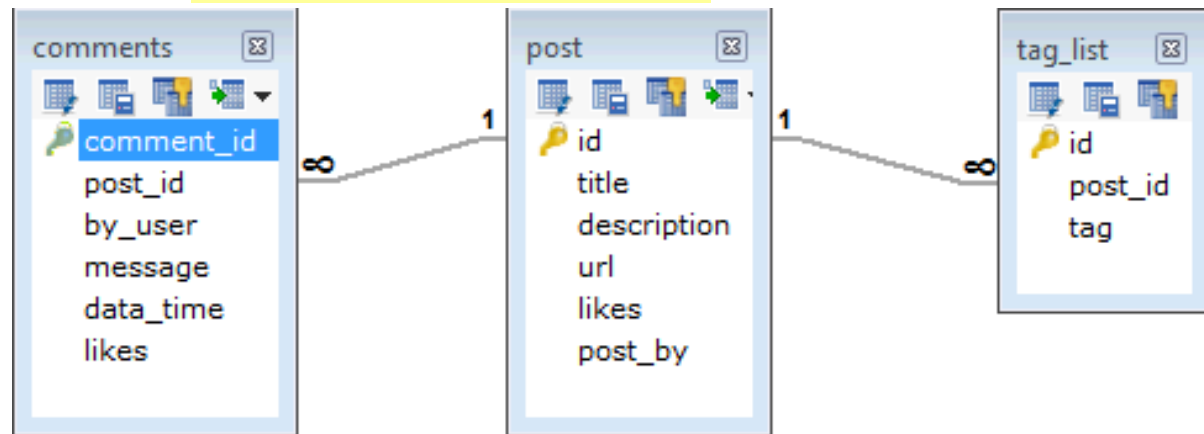 comments
comment_id
post_id
by_user
message
data_time
likes
∞
1
post
id
title
description
url
likes
post_by
1
∞
tag_list
id
post_id
tag